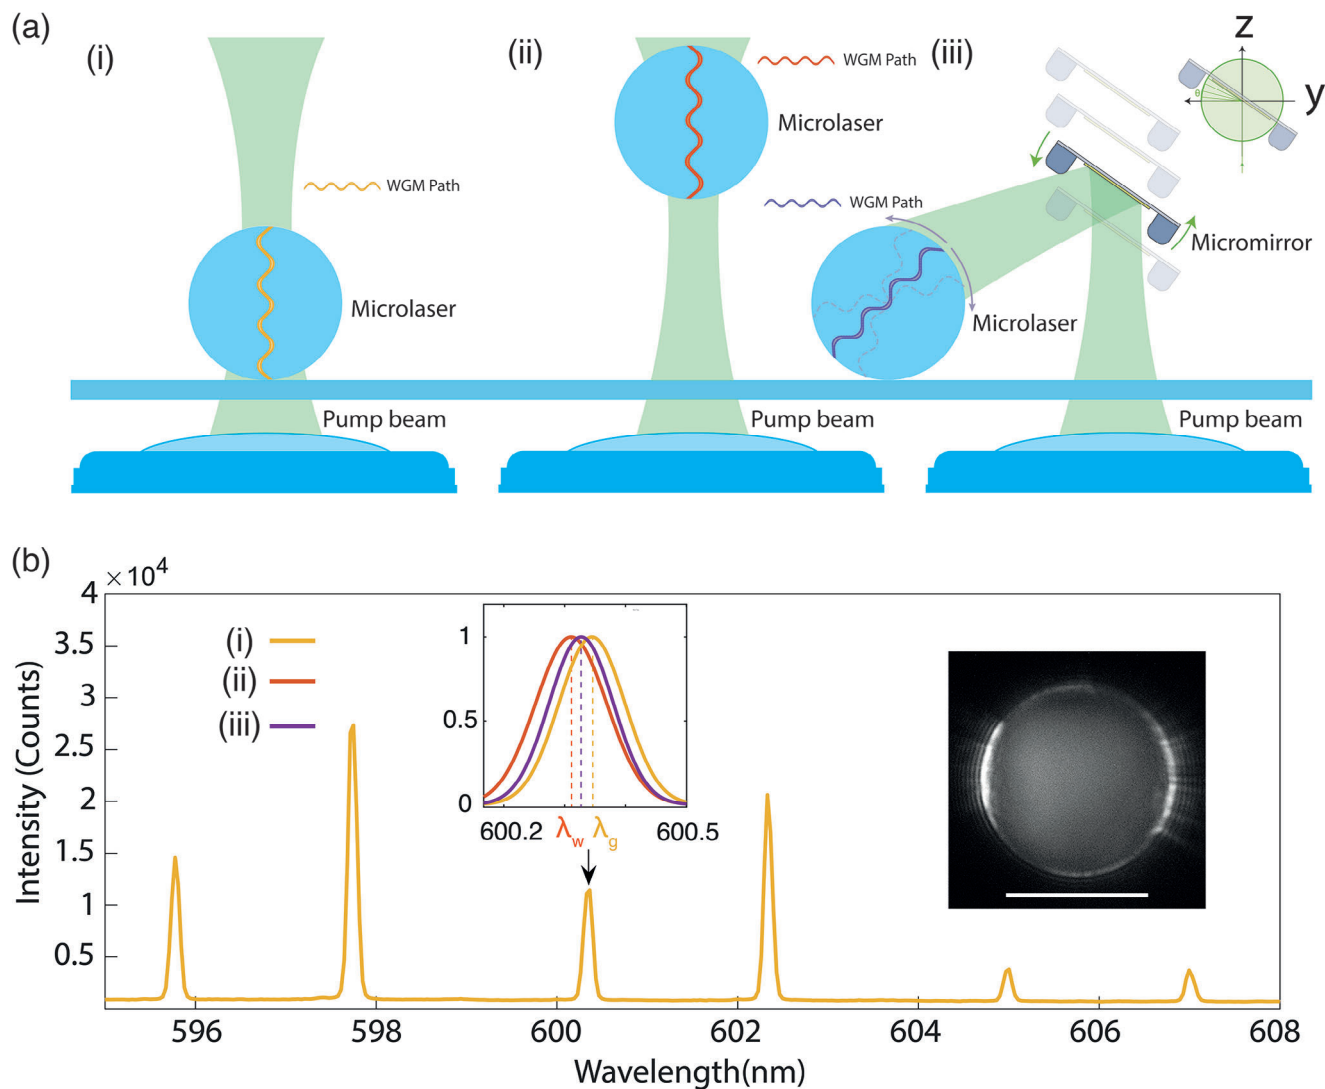 (a)
(i)
WGM Path
Microlaser
Pump beam
(ii)
WGM Path
Microlaser
Pump beam
(iii)
WGM Path
Microlaser
Micromirror
Pump beam
z
y
θ
(b)
×10⁴
4
3.5
3
2.5
2
1.5
1
0.5
Intensity (Counts)
(i)
(ii)
(iii)
1
0.5
0
600.2
λw
λg
600.5
596
598
600
602
604
606
608
Wavelength(nm)